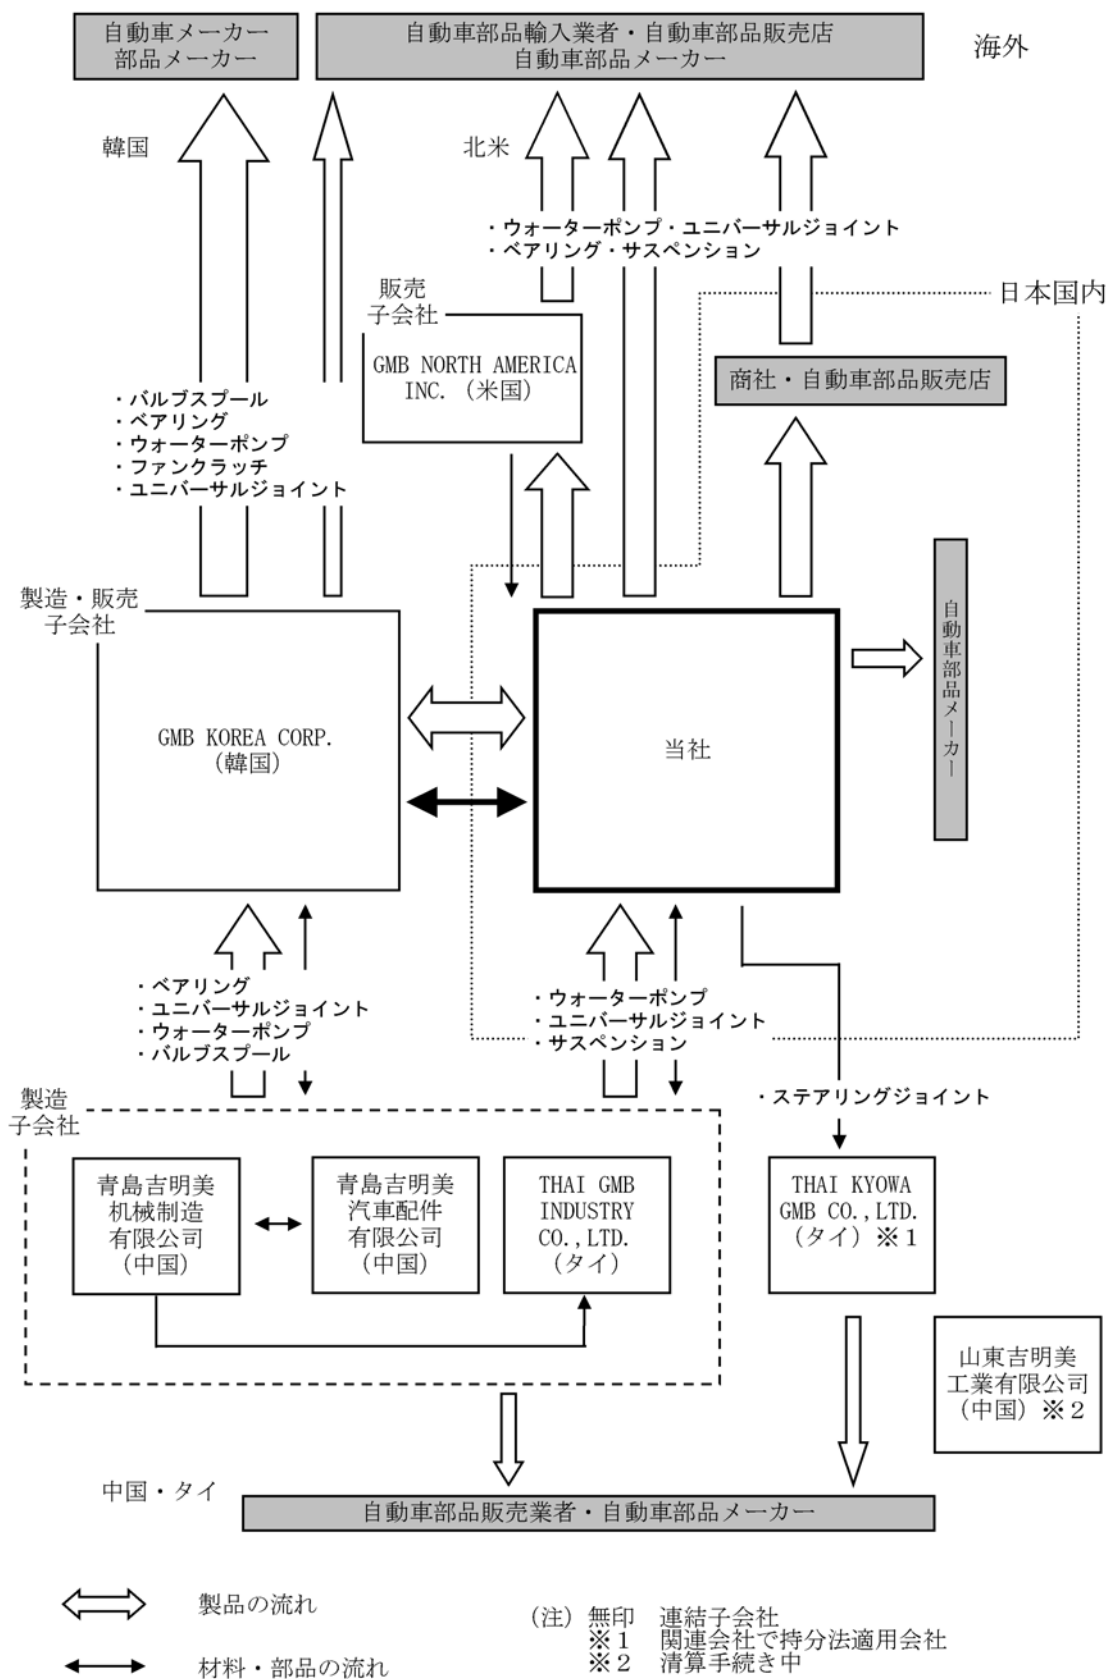 自動車メーカー
部品メーカー
自動車部品輸入業者・自動車部品販売店
自動車部品メーカー
海外
韓国
北米
・ウォーターポンプ・ユニバーサルジョイント
・ベアリング・サスペンション
販売
子会社
日本国内
GMB NORTH AMERICA
INC.（米国）
商社・自動車部品販売店
・バルブスプール
・ベアリング
・ウォーターポンプ
・ファンクラッチ
・ユニバーサルジョイント
製造・販売
子会社
自動車部品メーカー
GMB KOREA CORP.
（韓国）
当社
・ベアリング
・ユニバーサルジョイント
・ウォーターポンプ
・バルブスプール
・ウォーターポンプ
・ユニバーサルジョイント
・サスペンション
製造
子会社
・ステアリングジョイント
青島吉明美
机械制造
有限公司
（中国）
青島吉明美
汽車配件
有限公司
（中国）
THAI GMB
INDUSTRY
CO.,LTD.
（タイ）
THAI KYOWA
GMB CO.,LTD.
（タイ）※１
山東吉明美
工業有限公司
（中国）※２
中国・タイ
自動車部品販売業者・自動車部品メーカー
製品の流れ
材料・部品の流れ
（注）無印　連結子会社
※１　関連会社で持分法適用会社
※２　清算手続き中